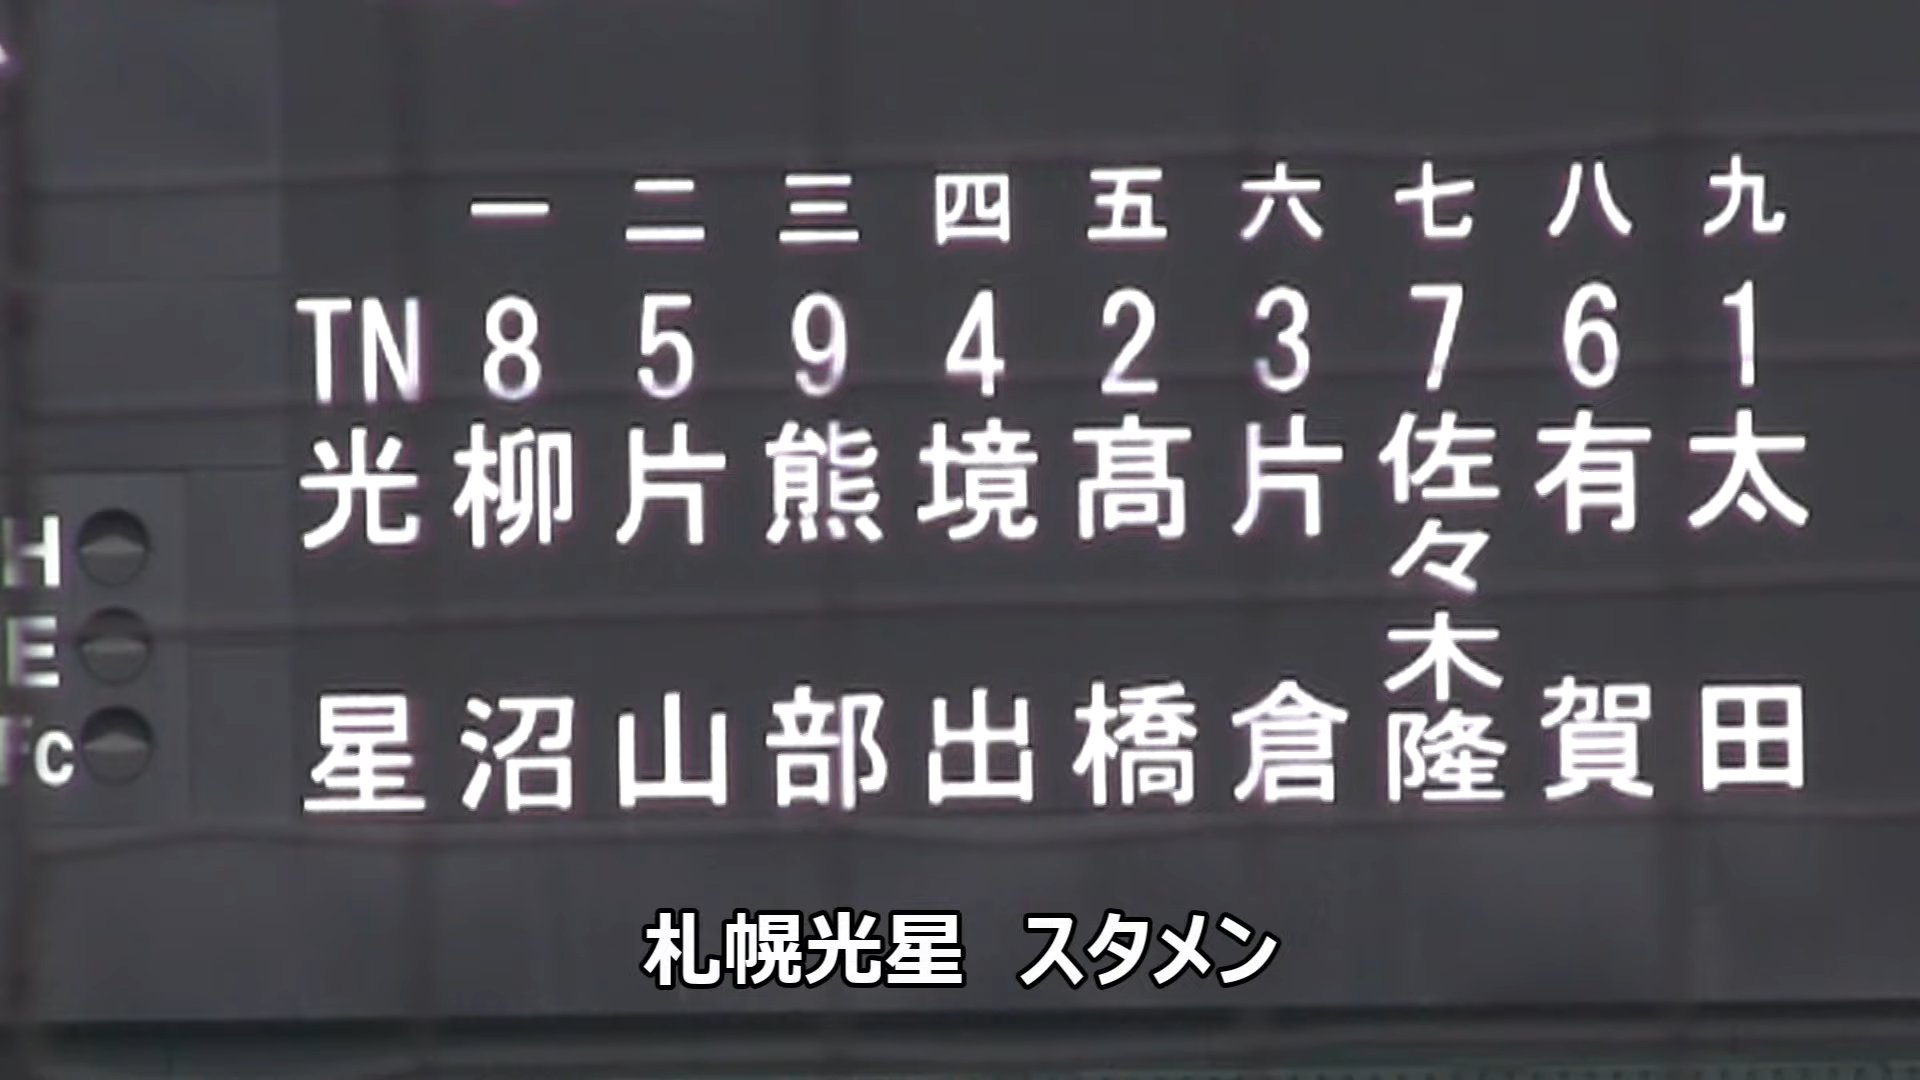 一 二 三 四 五 六 七 八 九
TN 8 5 9 4 2 3 7 6 1
光星
柳沼
片山
熊部
境出
髙橋
片倉
佐々木隆
有賀
太田
H
E
Fc
札幌光星 スタメン